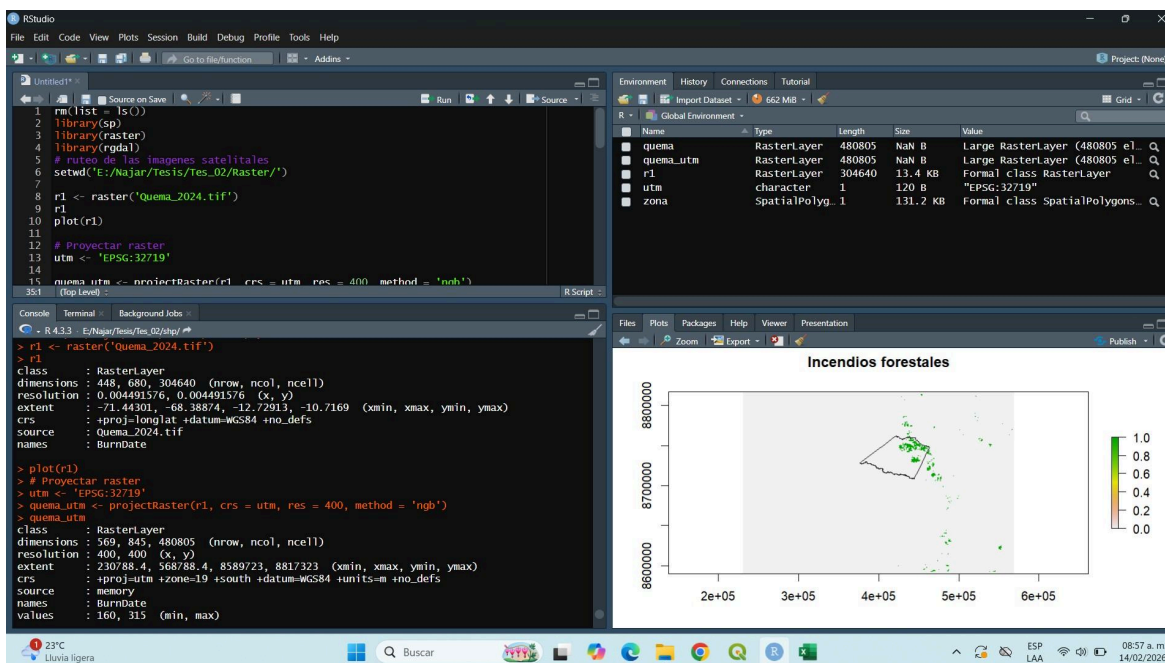 RStudio
File Edit Code View Plots Session Build Debug Profile Tools Help
Go to file/function Addins Project: (None)
Untitled1*
Source on Save Run Source
1 rm(list = ls())
2 library(sp)
3 library(raster)
4 library(rgdal)
5 # ruteo de las imagenes satelitales
6 setwd('E:/Najar/Tesis/Tes_02/Raster/')
7
8 r1 <- raster('Quema_2024.tif')
9 r1
10 plot(r1)
11
12 # Proyectar raster
13 utm <- 'EPSG:32719'
14
15 quema_utm <- projectRaster(r1, crs = utm, res = 400, method = 'ngb')
35:1 (Top Level) R Script
Console Terminal Background Jobs
R 4.3.3 · E:/Najar/Tesis/Tes_02/shp/
> r1 <- raster('Quema_2024.tif')
> r1
class : RasterLayer
dimensions : 448, 680, 304640 (nrow, ncol, ncell)
resolution : 0.004491576, 0.004491576 (x, y)
extent : -71.44301, -68.38874, -12.72913, -10.7169 (xmin, xmax, ymin, ymax)
crs : +proj=longlat +datum=WGS84 +no_defs
source : Quema_2024.tif
names : BurnDate
> plot(r1)
> # Proyectar raster
> utm <- 'EPSG:32719'
> quema_utm <- projectRaster(r1, crs = utm, res = 400, method = 'ngb')
> quema_utm
class : RasterLayer
dimensions : 569, 845, 480805 (nrow, ncol, ncell)
resolution : 400, 400 (x, y)
extent : 230788.4, 568788.4, 8589723, 8817323 (xmin, xmax, ymin, ymax)
crs : +proj=utm +zone=19 +south +datum=WGS84 +units=m +no_defs
source : memory
names : BurnDate
values : 160, 315 (min, max)
Environment History Connections Tutorial
Import Dataset 662 MiB Grid
R Global Environment
Name Type Length Size Value
quema RasterLayer 480805 NaN B Large RasterLayer (480805 el…
quema_utm RasterLayer 480805 NaN B Large RasterLayer (480805 el…
r1 RasterLayer 304640 13.4 KB Formal class RasterLayer
utm character 1 120 B "EPSG:32719"
zona SpatialPolyg… 1 131.2 KB Formal class SpatialPolygons…
Files Plots Packages Help Viewer Presentation
Zoom Export Publish
Incendios forestales
8800000
8700000
8600000
2e+05 3e+05 4e+05 5e+05 6e+05
1.0
0.8
0.6
0.4
0.2
0.0
1 23°C
Lluvia ligera
Buscar
ESP
LAA
08:57 a. m.
14/02/2026